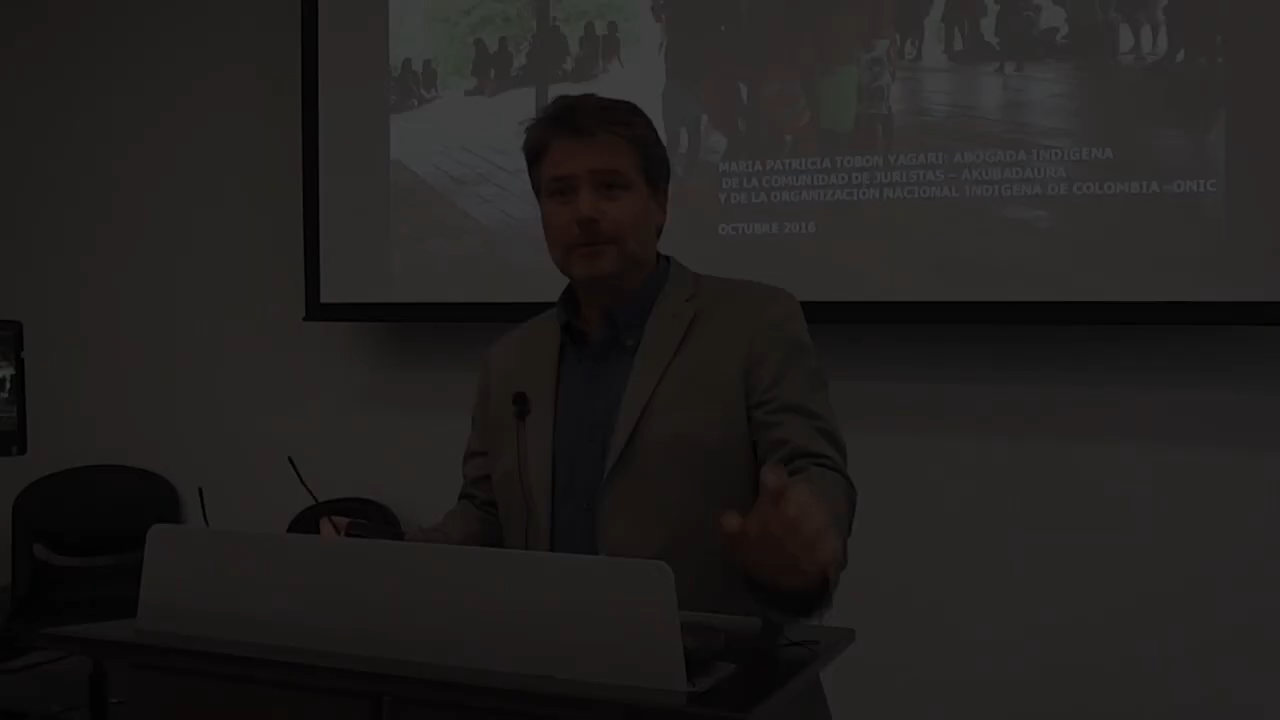 MARIA PATRICIA TOBON YAGARI: ABOGADA INDIGENA
DE LA COMUNIDAD DE JURISTAS – AKUBADAURA
Y DE LA ORGANIZACIÓN NACIONAL INDIGENA DE COLOMBIA –ONIC
OCTUBRE 2016